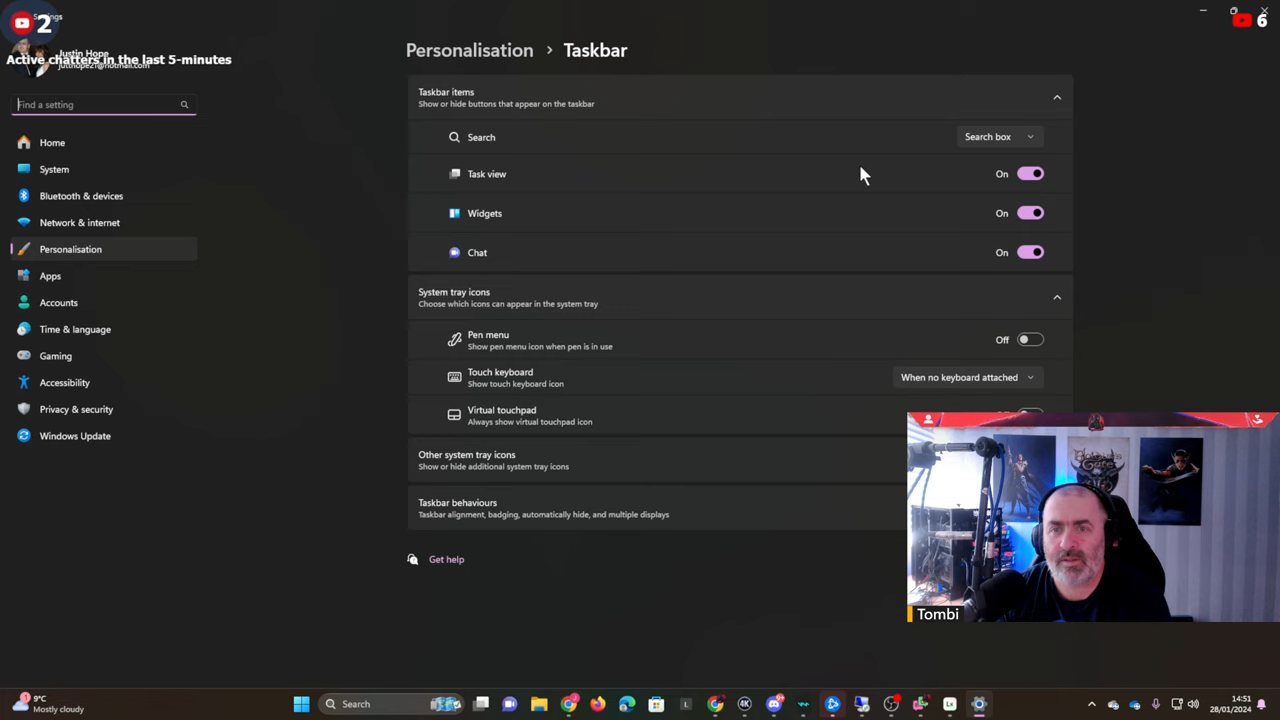 2
6
Justin Hope
Active chatters in the last 5-minutes
Find a setting
Home
System
Bluetooth & devices
Network & internet
Personalisation
Apps
Accounts
Time & language
Gaming
Accessibility
Privacy & security
Windows Update
Personalisation > Taskbar
Taskbar items
Show or hide buttons that appear on the taskbar
Search
Search box
Task view
On
Widgets
On
Chat
On
System tray icons
Choose which icons can appear in the system tray
Pen menu
Show pen menu icon when pen is in use
Off
Touch keyboard
Show touch keyboard icon
When no keyboard attached
Virtual touchpad
Always show virtual touchpad icon
Other system tray icons
Show or hide additional system tray icons
Taskbar behaviours
Taskbar alignment, badging, automatically hide, and multiple displays
Get help
Tombi
9°C
Mostly cloudy
Search
14:51
28/01/2024